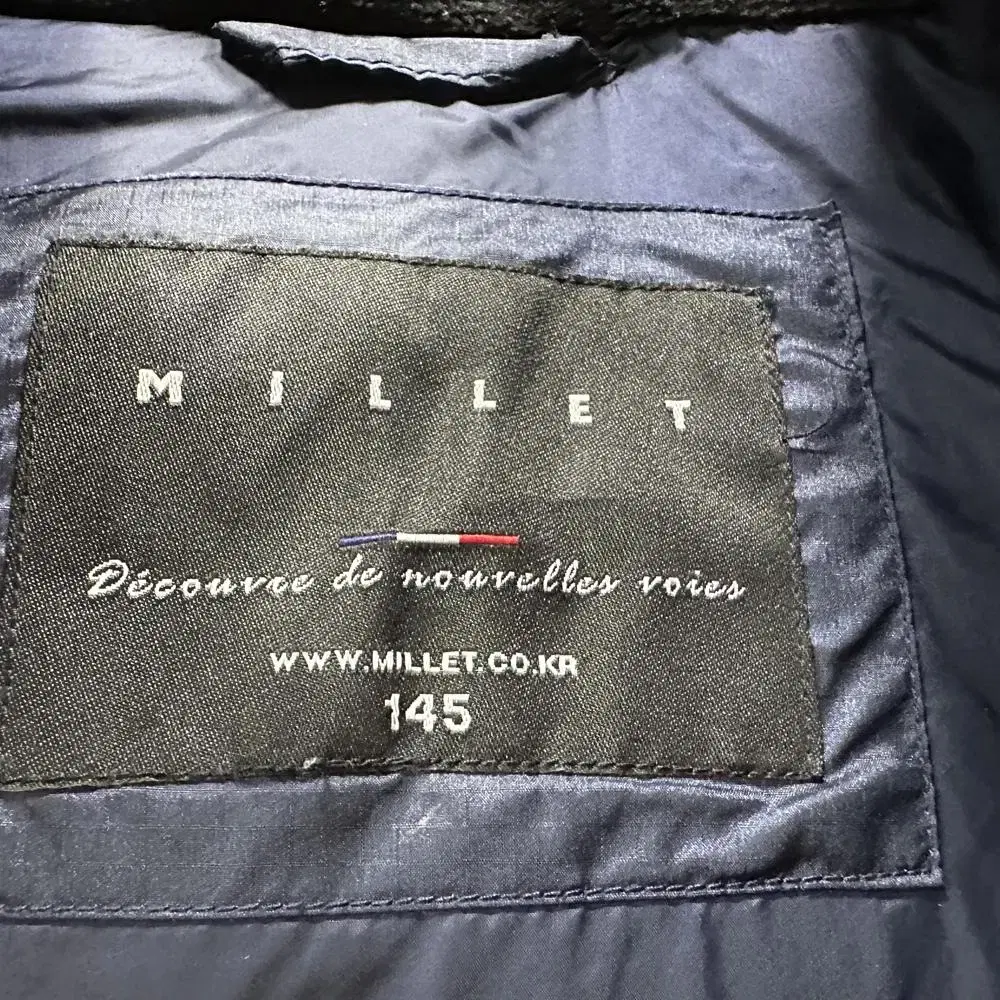 MILLET
Découvre de nouvelles voies
WWW.MILLET.CO.KR
145